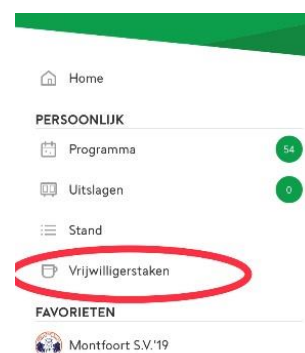 Home
PERSOONLIJK
Programma 54
Uitslagen 0
Stand
Vrijwilligerstaken
FAVORIETEN
Montfoort S.V.'19